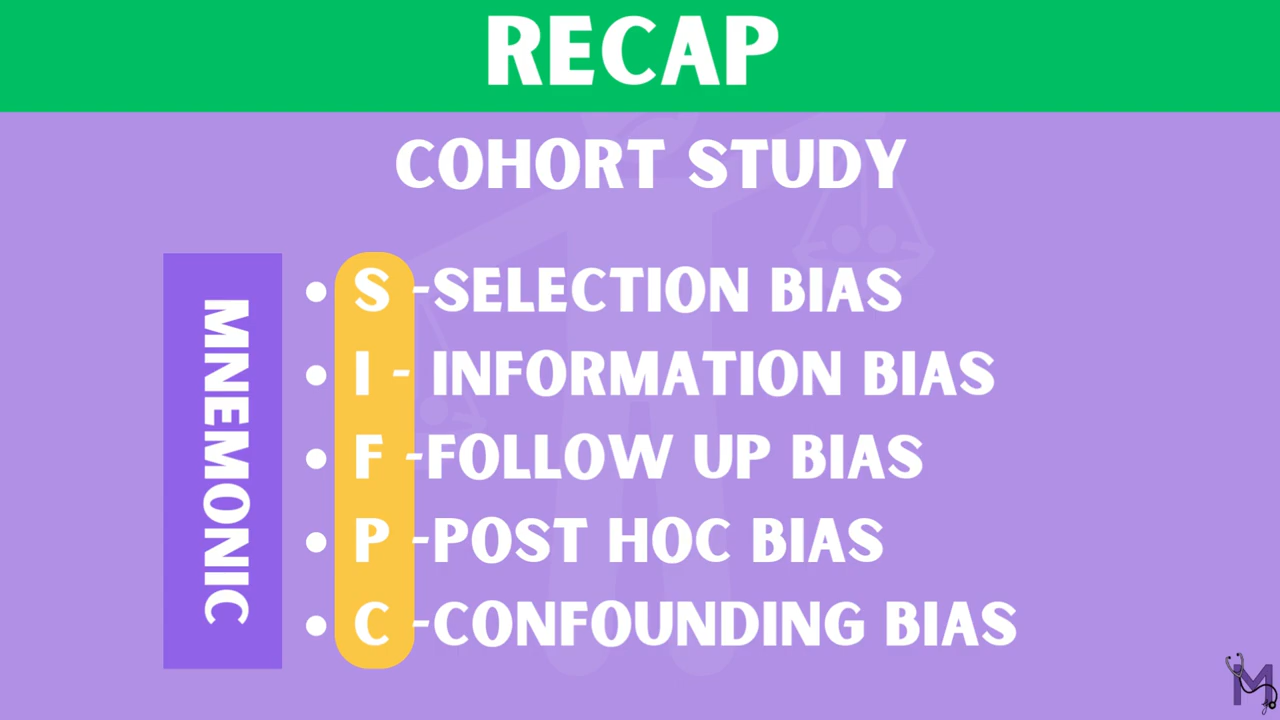 RECAP
COHORT STUDY
MNEMONIC
• S -SELECTION BIAS
• I - INFORMATION BIAS
• F -FOLLOW UP BIAS
• P -POST HOC BIAS
• C -CONFOUNDING BIAS
M